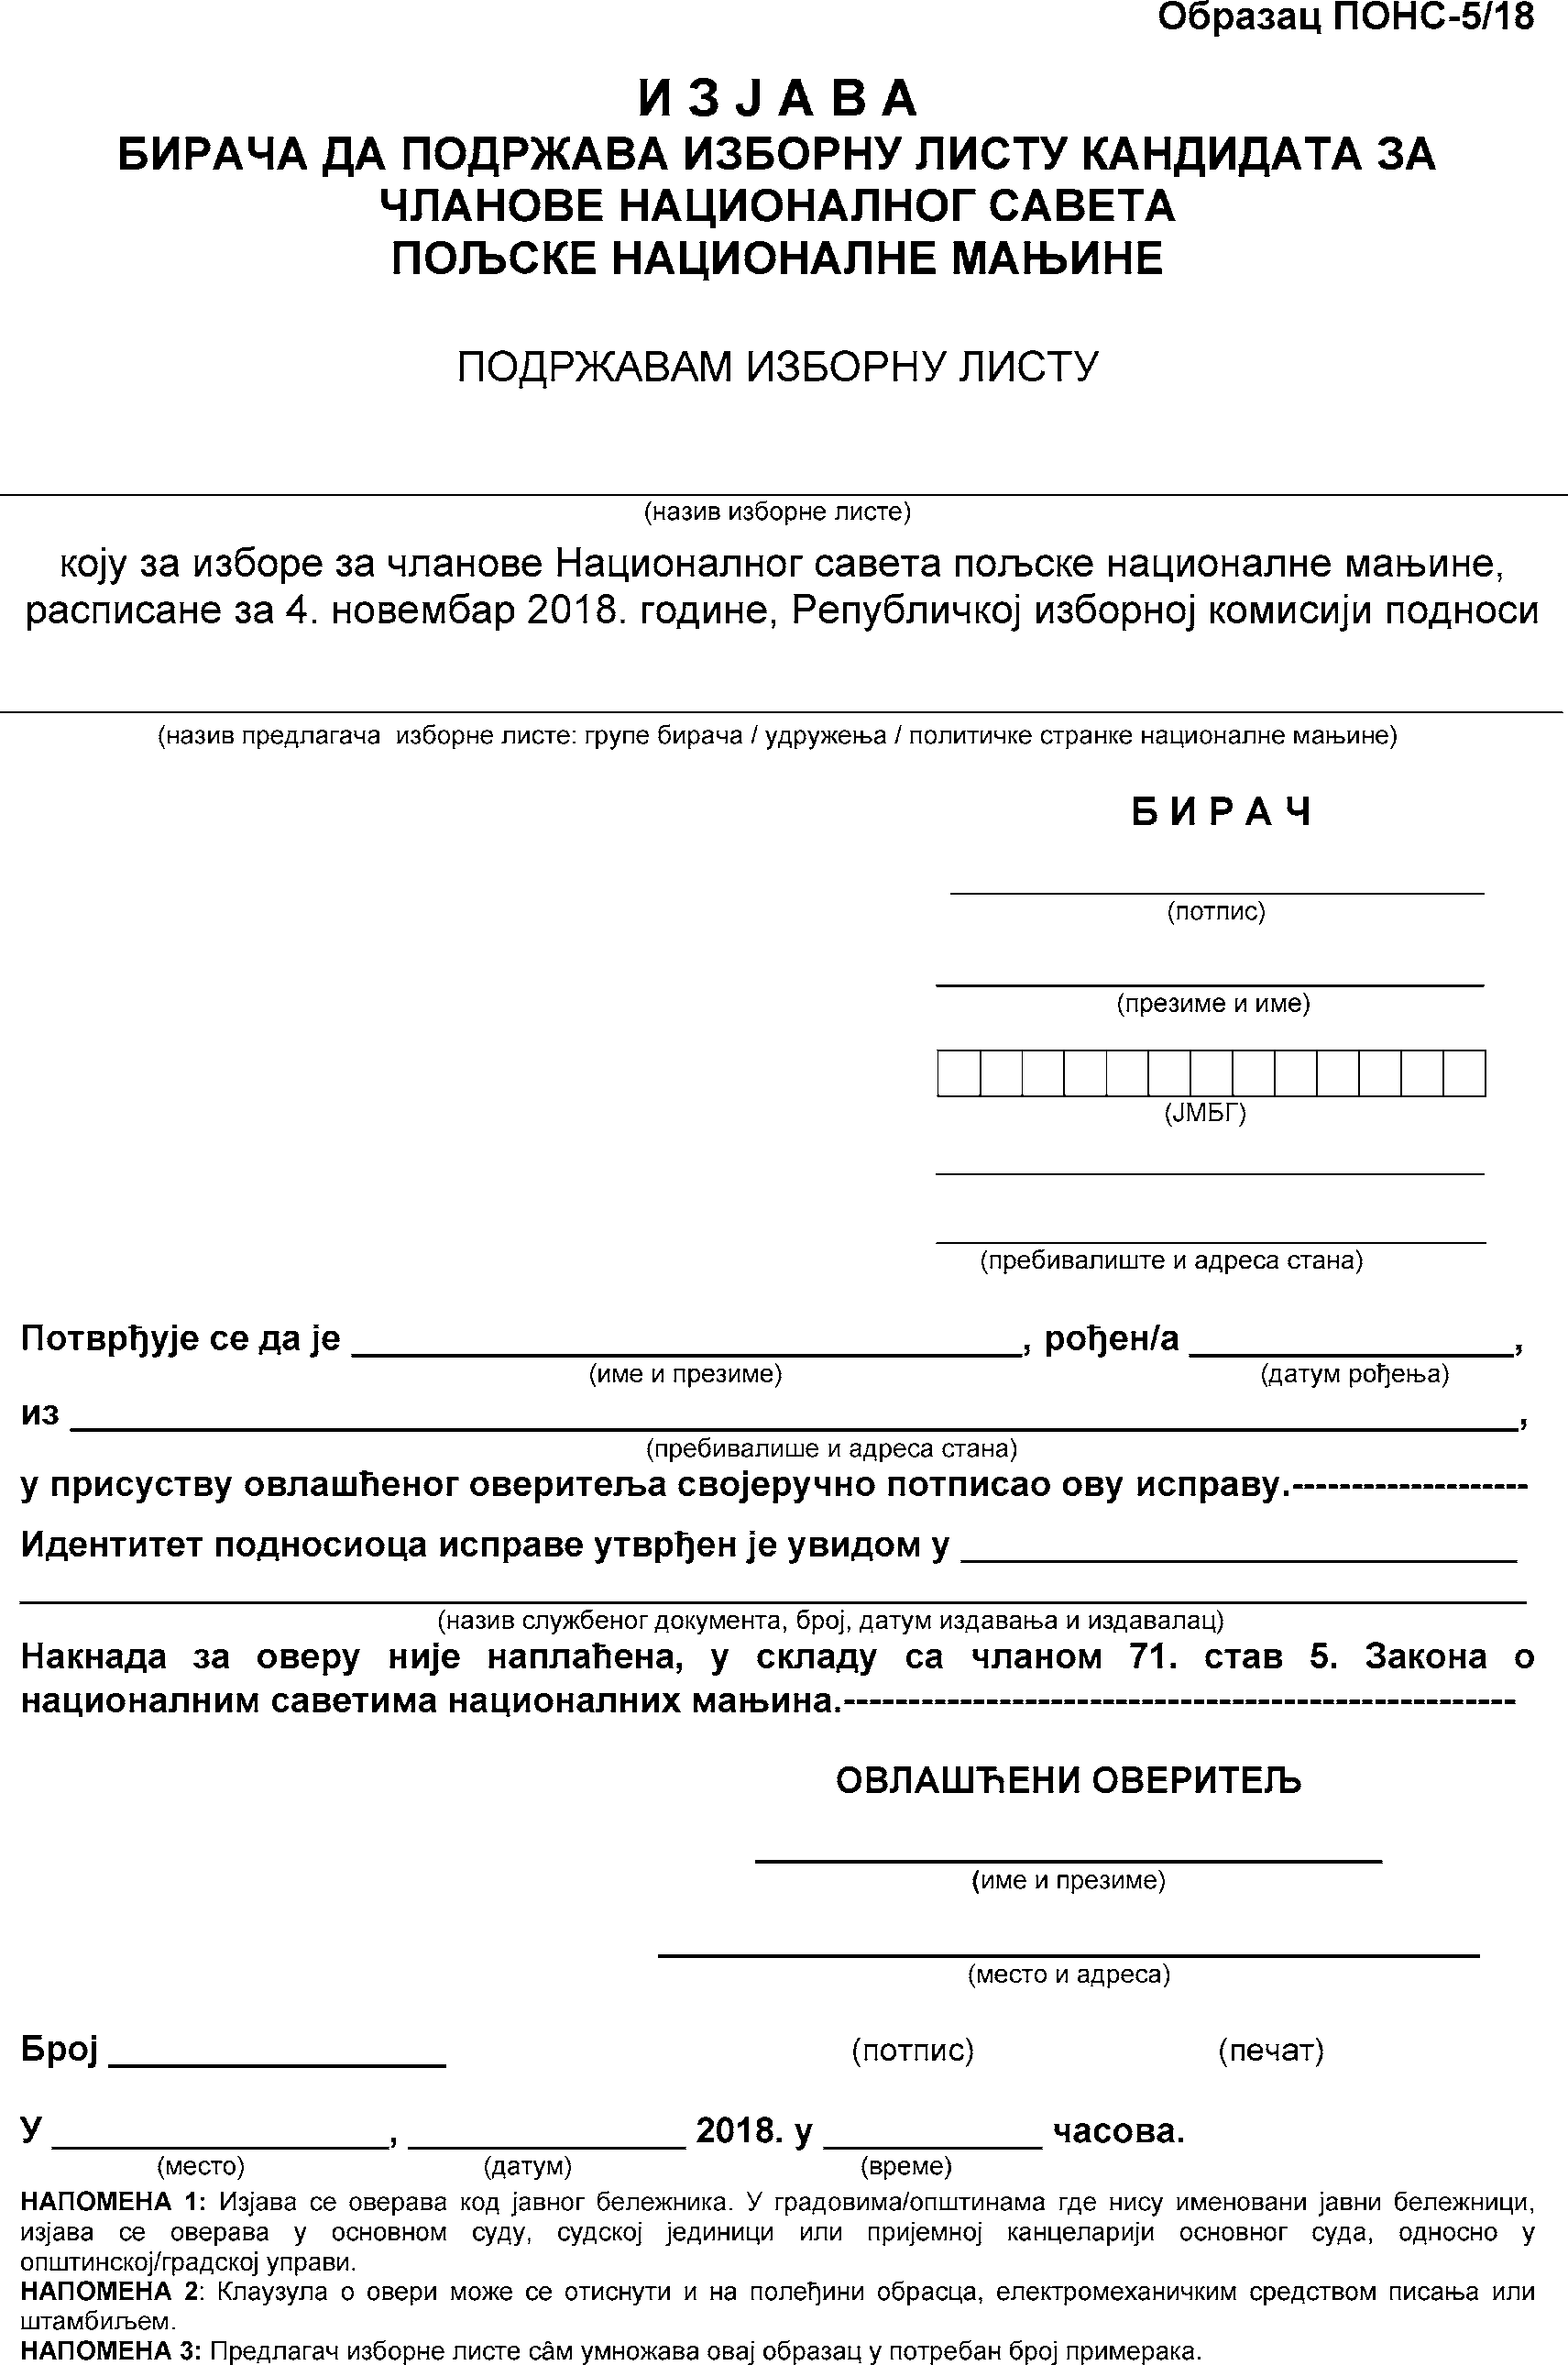 Образац ПОНС-5/18
И З Ј А В А
БИРАЧА ДА ПОДРЖАВА ИЗБОРНУ ЛИСТУ КАНДИДАТА ЗА
ЧЛАНОВЕ НАЦИОНАЛНОГ САВЕТА
ПОЉСКЕ НАЦИОНАЛНЕ МАЊИНЕ
ПОДРЖАВАМ ИЗБОРНУ ЛИСТУ
(назив изборне листе)
коју за изборе за чланове Националног савета пољске националне мањине,
расписане за 4. новембар 2018. године, Републичкој изборној комисији подноси
(назив предлагача изборне листе: групе бирача / удружења / политичке странке националне мањине)
Б И Р А Ч
(потпис)
(презиме и име)
(ЈМБГ)
(пребивалиште и адреса стана)
Потврђује се да је ______________, рођен/а ______________,
(име и презиме) (датум рођења)
из ______________,
(пребивалише и адреса стана)
у присуству овлашћеног оверитеља својеручно потписао ову исправу.--------------------
Идентитет подносиоца исправе утврђен је увидом у ______________
(назив службеног документа, број, датум издавања и издавалац)
Накнада за оверу није наплаћена, у складу са чланом 71. став 5. Закона о
националним саветима националних мањина.----------------------------------------------------
ОВЛАШЋЕНИ ОВЕРИТЕЉ
(име и презиме)
(место и адреса)
Број ______________ (потпис) (печат)
У ______________, ______________ 2018. у ______________ часова.
(место) (датум) (време)
НАПОМЕНА 1: Изјава се оверава код јавног бележника. У градовима/општинама где нису именовани јавни бележници,
изјава се оверава у основном суду, судској јединици или пријемној канцеларији основног суда, односно у
општинској/градској управи.
НАПОМЕНА 2: Клаузула о овери може се отиснути и на полеђини обрасца, електромеханичким средством писања или
штамбиљем.
НАПОМЕНА 3: Предлагач изборне листе сâм умножава овај образац у потребан број примерака.